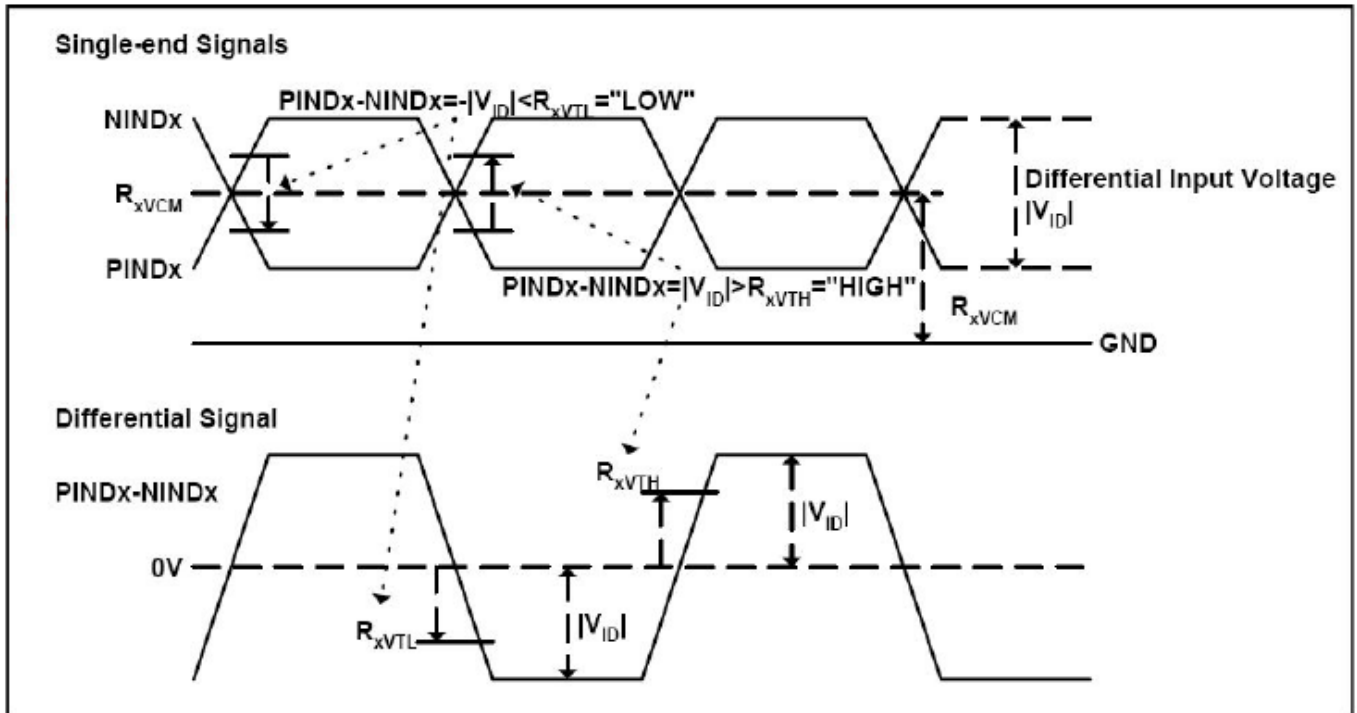 Single-end Signals
PINDx-NINDx=-|VID|<RxVTL="LOW"
NINDx
RxVCM
PINDx
Differential Input Voltage
|VID|
PINDx-NINDx=|VID|>RxVTH="HIGH"
RxVCM
GND
Differential Signal
PINDx-NINDx
RxVTH
|VID|
0V
RxVTL
|VID|